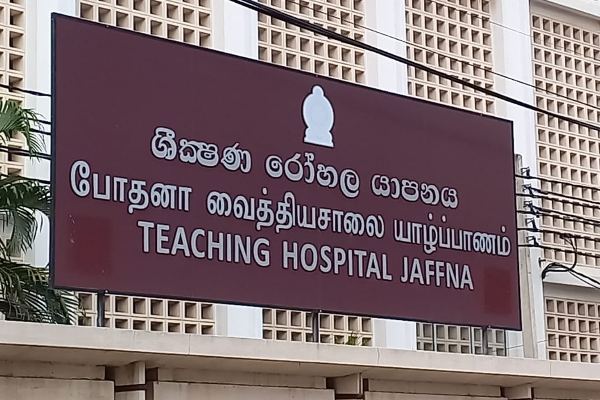 ශික්ෂණ රෝහල යාපනය
போதனா வைத்தியசாலை யாழ்ப்பாணம்
TEACHING HOSPITAL JAFFNA